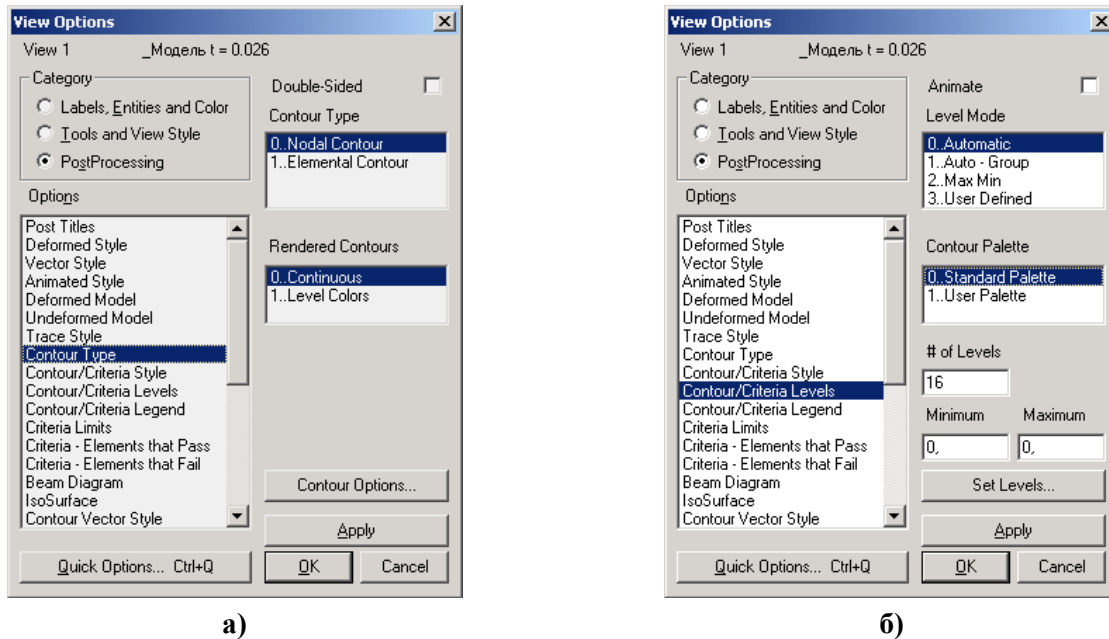 View Options
View 1 _Модель t = 0.026
Category
Labels, Entities and Color
Tools and View Style
PostProcessing
Options
Post Titles
Deformed Style
Vector Style
Animated Style
Deformed Model
Undeformed Model
Trace Style
Contour Type
Contour/Criteria Style
Contour/Criteria Levels
Contour/Criteria Legend
Criteria Limits
Criteria - Elements that Pass
Criteria - Elements that Fail
Beam Diagram
IsoSurface
Contour Vector Style
Quick Options... Ctrl+Q
Double-Sided
Contour Type
0..Nodal Contour
1..Elemental Contour
Rendered Contours
0..Continuous
1..Level Colors
Contour Options...
Apply
OK Cancel
а)
View Options
View 1 _Модель t = 0.026
Category
Labels, Entities and Color
Tools and View Style
PostProcessing
Options
Post Titles
Deformed Style
Vector Style
Animated Style
Deformed Model
Undeformed Model
Trace Style
Contour Type
Contour/Criteria Style
Contour/Criteria Levels
Contour/Criteria Legend
Criteria Limits
Criteria - Elements that Pass
Criteria - Elements that Fail
Beam Diagram
IsoSurface
Contour Vector Style
Quick Options... Ctrl+Q
Animate
Level Mode
0..Automatic
1..Auto - Group
2..Max Min
3..User Defined
Contour Palette
0..Standard Palette
1..User Palette
# of Levels
16
Minimum Maximum
0, 0,
Set Levels...
Apply
OK Cancel
б)